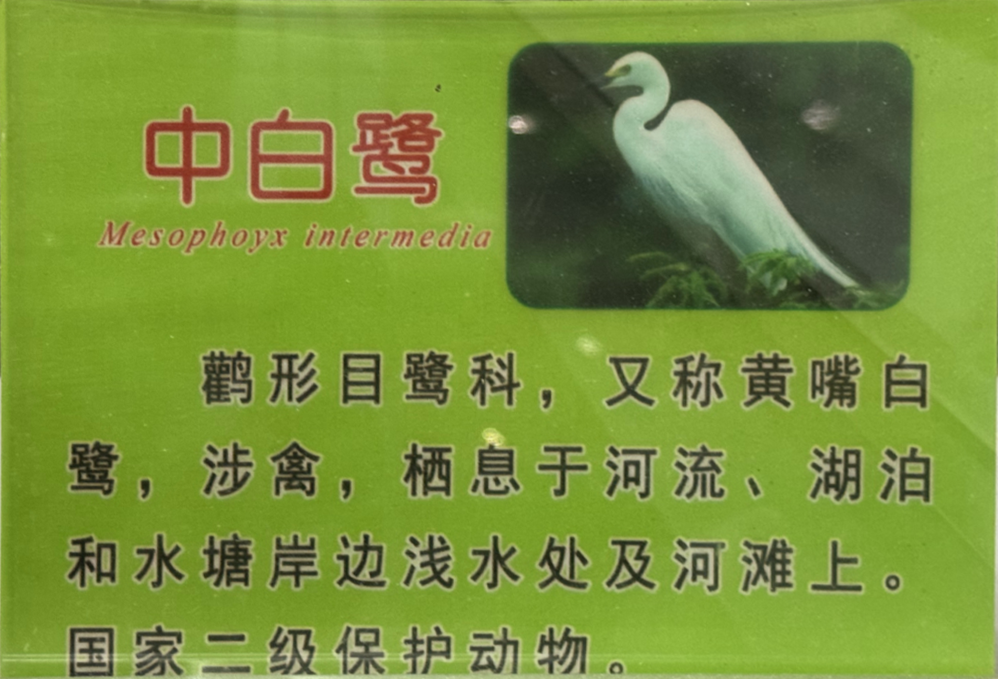 中白鹭
Mesophoyx intermedia
鹳形目鹭科，又称黄嘴白
鹭，涉禽，栖息于河流、湖泊
和水塘岸边浅水处及河滩上。
国家二级保护动物。